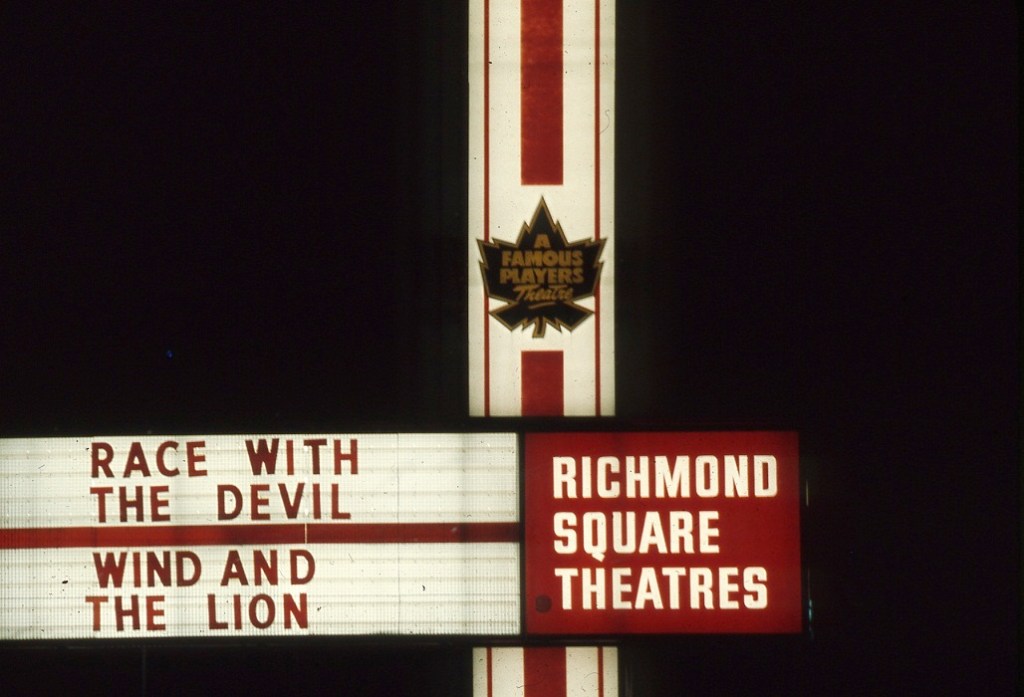 A
FAMOUS
PLAYERS
Theatre
RACE WITH
THE DEVIL
WIND AND
THE LION
RICHMOND
SQUARE
THEATRES